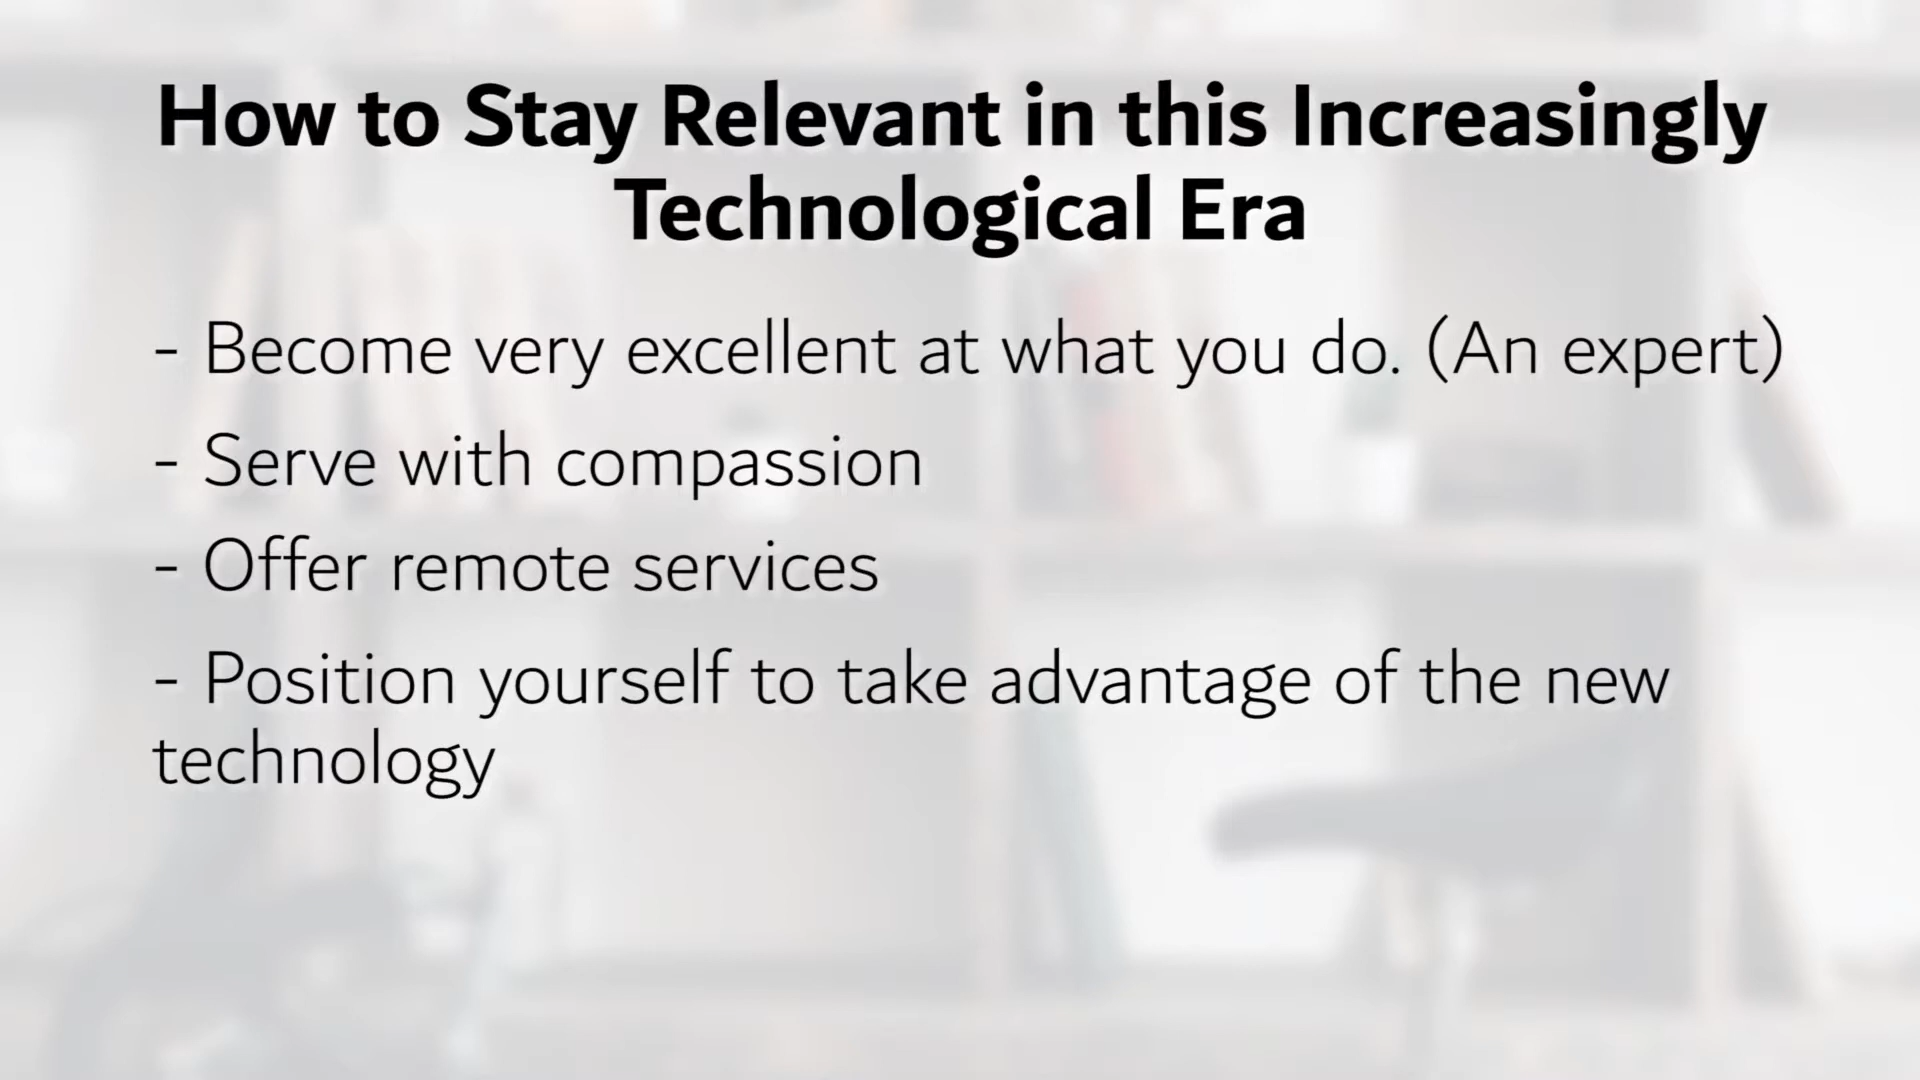 How to Stay Relevant in this Increasingly
Technological Era
- Become very excellent at what you do. (An expert)
- Serve with compassion
- Offer remote services
- Position yourself to take advantage of the new
technology